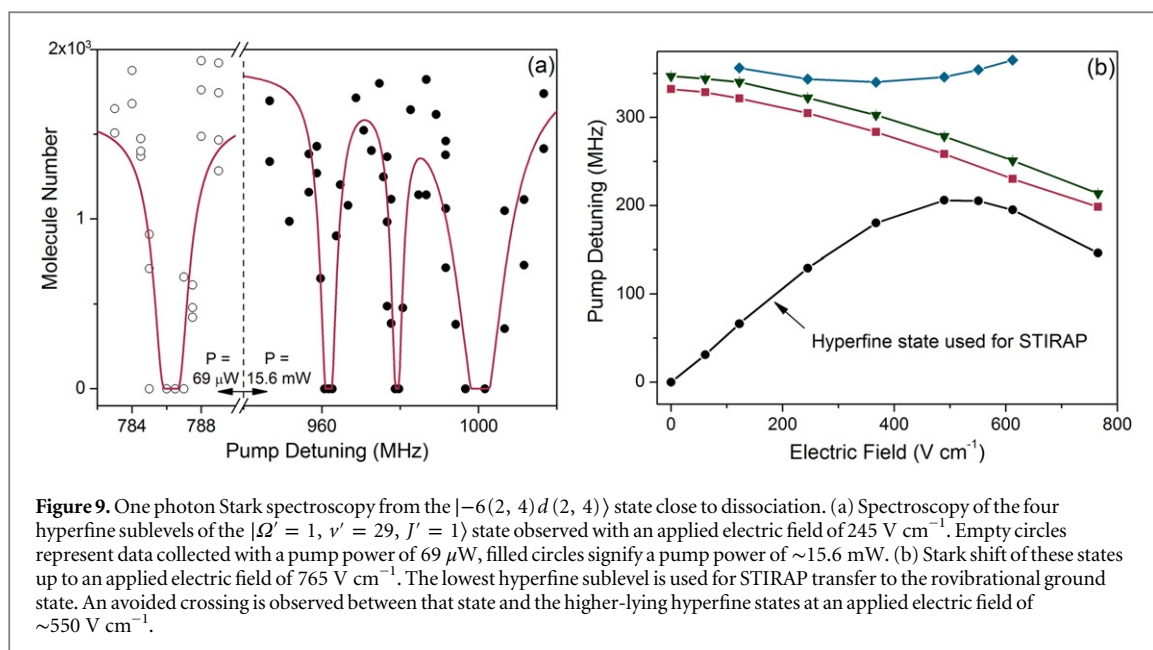 2x10³
(a)
Molecule Number
1
0
P =
69 μW
P =
15.6 mW
784
788
960
1000
Pump Detuning (MHz)
(b)
Pump Detuning (MHz)
300
200
100
0
Hyperfine state used for STIRAP
0
200
400
600
800
Electric Field (V cm⁻¹)
Figure 9. One photon Stark spectroscopy from the |−6(2, 4)d(2, 4)⟩ state close to dissociation. (a) Spectroscopy of the four
hyperfine sublevels of the |Ω′ = 1, ν′ = 29, J′ = 1⟩ state observed with an applied electric field of 245 V cm⁻¹. Empty circles
represent data collected with a pump power of 69 μW, filled circles signify a pump power of ~15.6 mW. (b) Stark shift of these states
up to an applied electric field of 765 V cm⁻¹. The lowest hyperfine sublevel is used for STIRAP transfer to the rovibrational ground
state. An avoided crossing is observed between that state and the higher-lying hyperfine states at an applied electric field of
~550 V cm⁻¹.